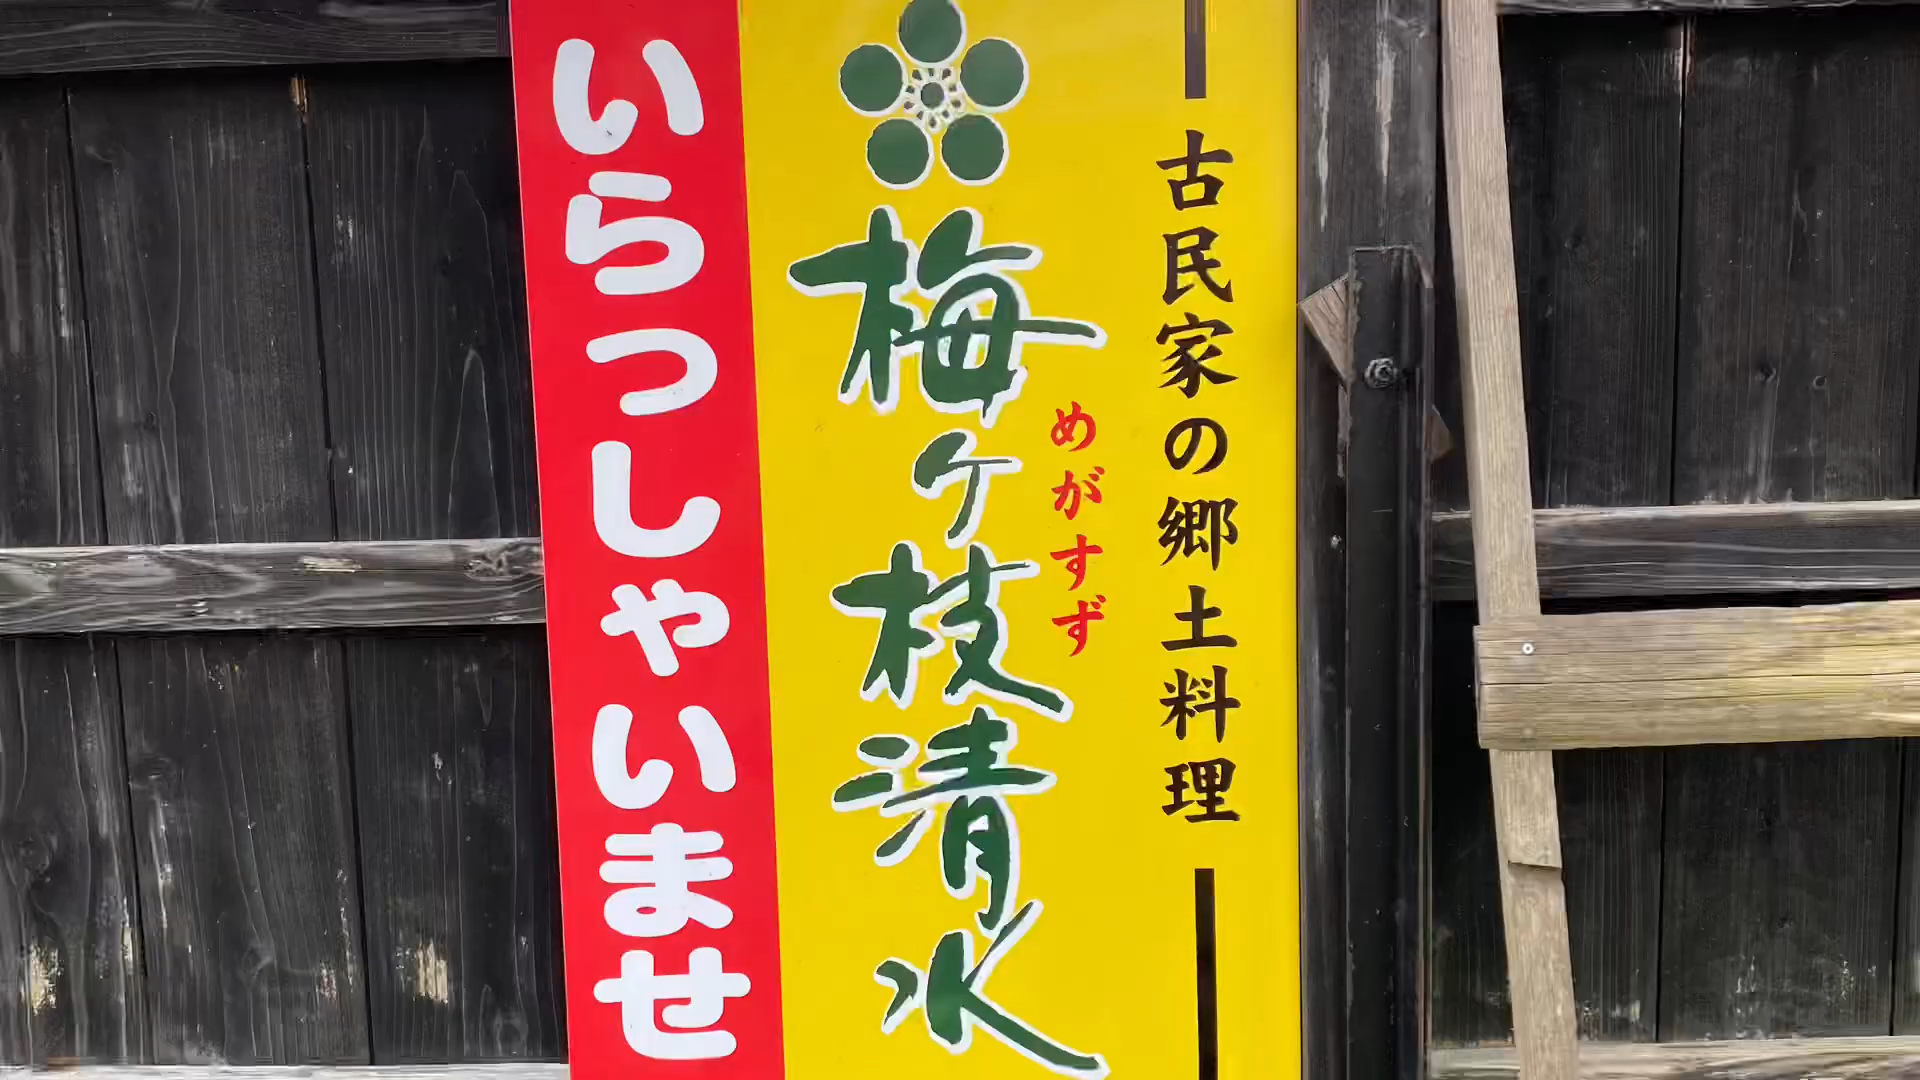 古民家の郷土料理
めがすず
梅ケ枝清水
いらっしゃいませ